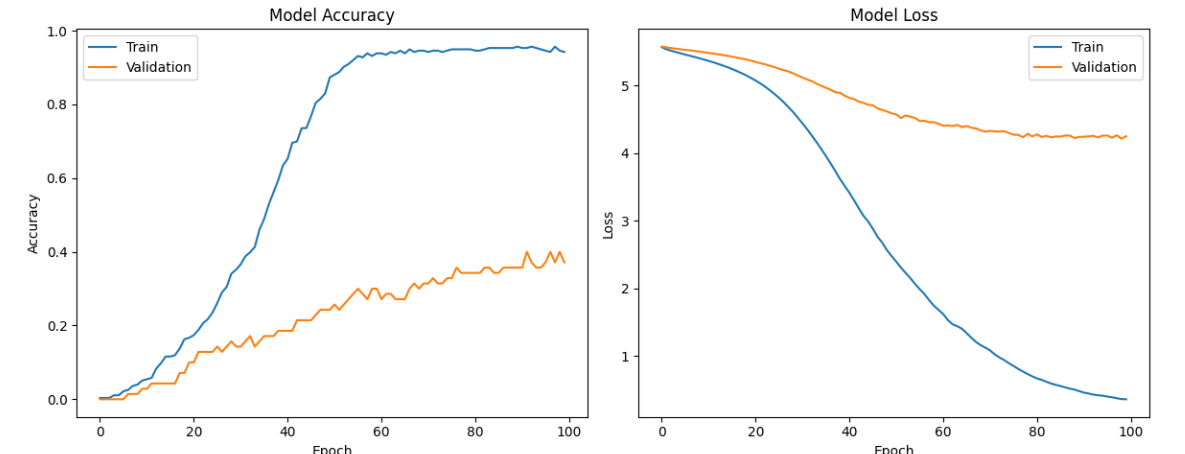 Model Accuracy
Train
Validation
1.0
0.8
0.6
0.4
0.2
0.0
Accuracy
0 20 40 60 80 100
Epoch
Model Loss
Train
Validation
5
4
3
2
1
Loss
0 20 40 60 80 100
Epoch